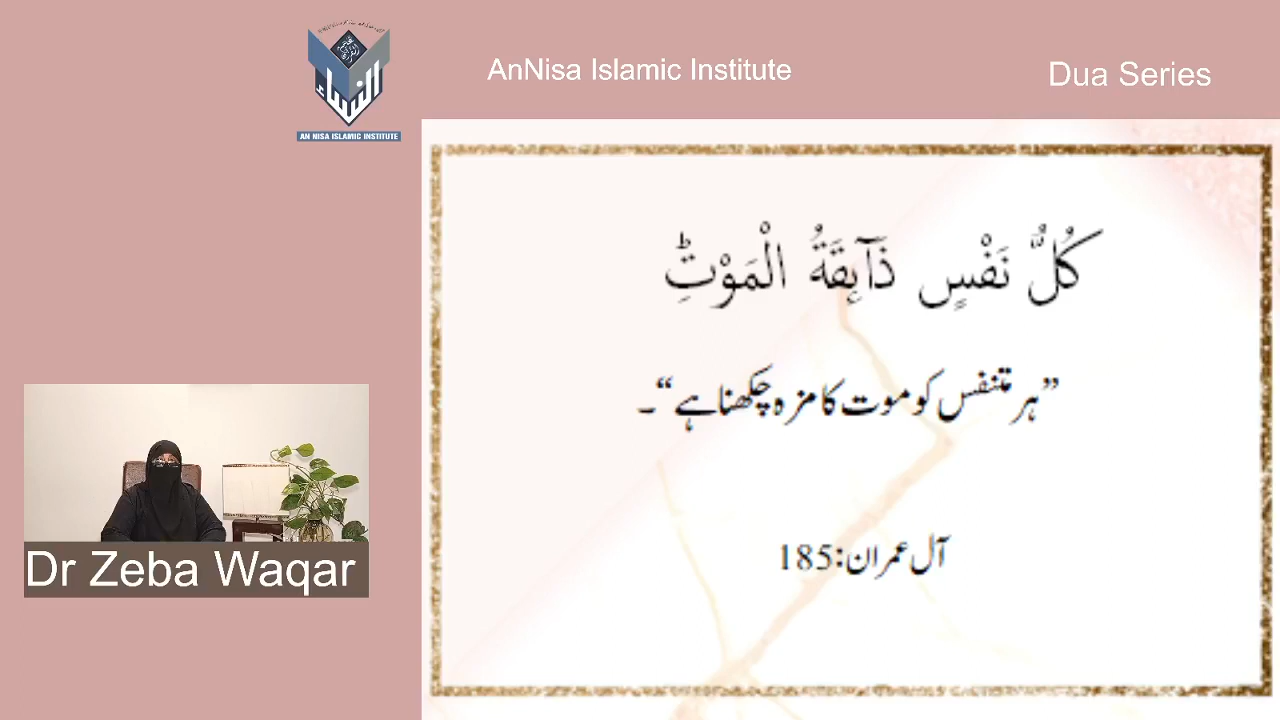 AnNisa Islamic Institute
Dua Series
النساء
AN NISA ISLAMIC INSTITUTE
كُلُّ نَفْسٍ ذَآئِقَةُ الْمَوْتِؕ
”ہر متنفس کو موت کا مزہ چکھنا ہے“۔
آل عمران:185
Dr Zeba Waqar